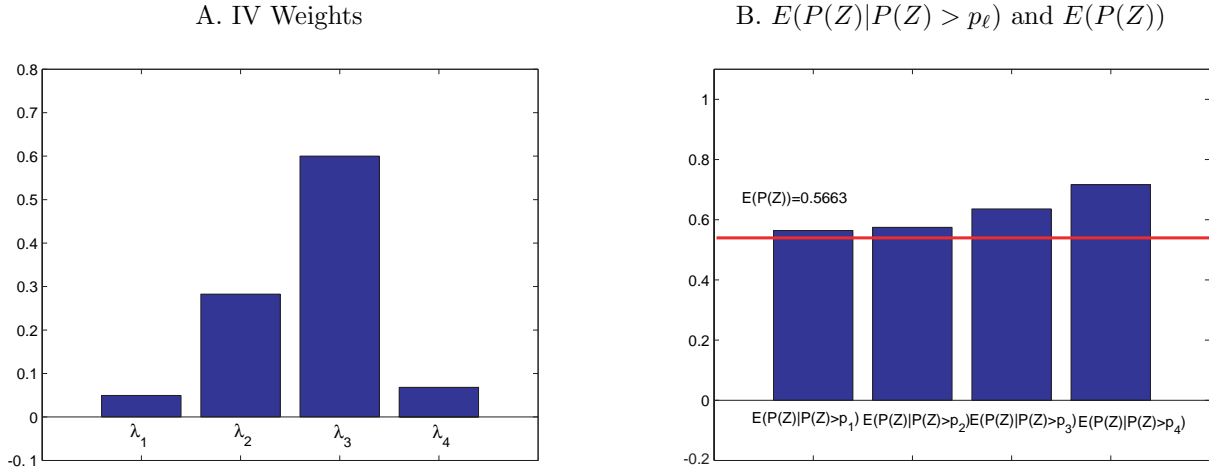 A. IV Weights
0.8
0.7
0.6
0.5
0.4
0.3
0.2
0.1
0
-0. 1
λ1
λ2
λ3
λ4
B. E(P(Z)|P(Z) > pℓ) and E(P(Z))
1
0.8
0.6
0.4
0.2
0
-0.2
E(P(Z))=0.5663
E(P(Z)|P(Z)>p1)
E(P(Z)|P(Z)>p2)
E(P(Z)|P(Z)>p3)
E(P(Z)|P(Z)>p4)